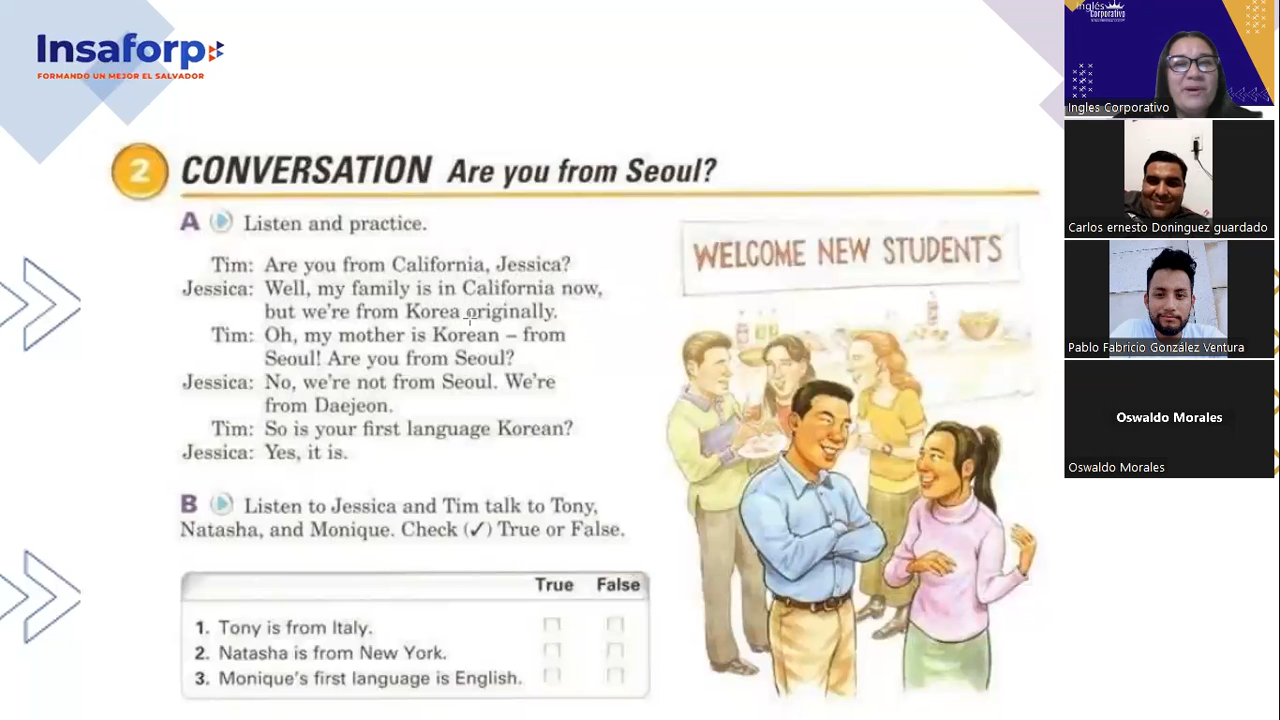 Insaforp
FORMANDO UN MEJOR EL SALVADOR
2 CONVERSATION Are you from Seoul?
A Listen and practice.
Tim: Are you from California, Jessica?
Jessica: Well, my family is in California now,
but we're from Korea originally.
Tim: Oh, my mother is Korean – from
Seoul! Are you from Seoul?
Jessica: No, we're not from Seoul. We're
from Daejeon.
Tim: So is your first language Korean?
Jessica: Yes, it is.
B Listen to Jessica and Tim talk to Tony,
Natasha, and Monique. Check (✓) True or False.
True False
1. Tony is from Italy.
2. Natasha is from New York.
3. Monique's first language is English.
WELCOME NEW STUDENTS
Inglés
Corporativo
Ingles Corporativo
Carlos ernesto Doninguez guardado
Pablo Fabricio González Ventura
Oswaldo Morales
Oswaldo Morales